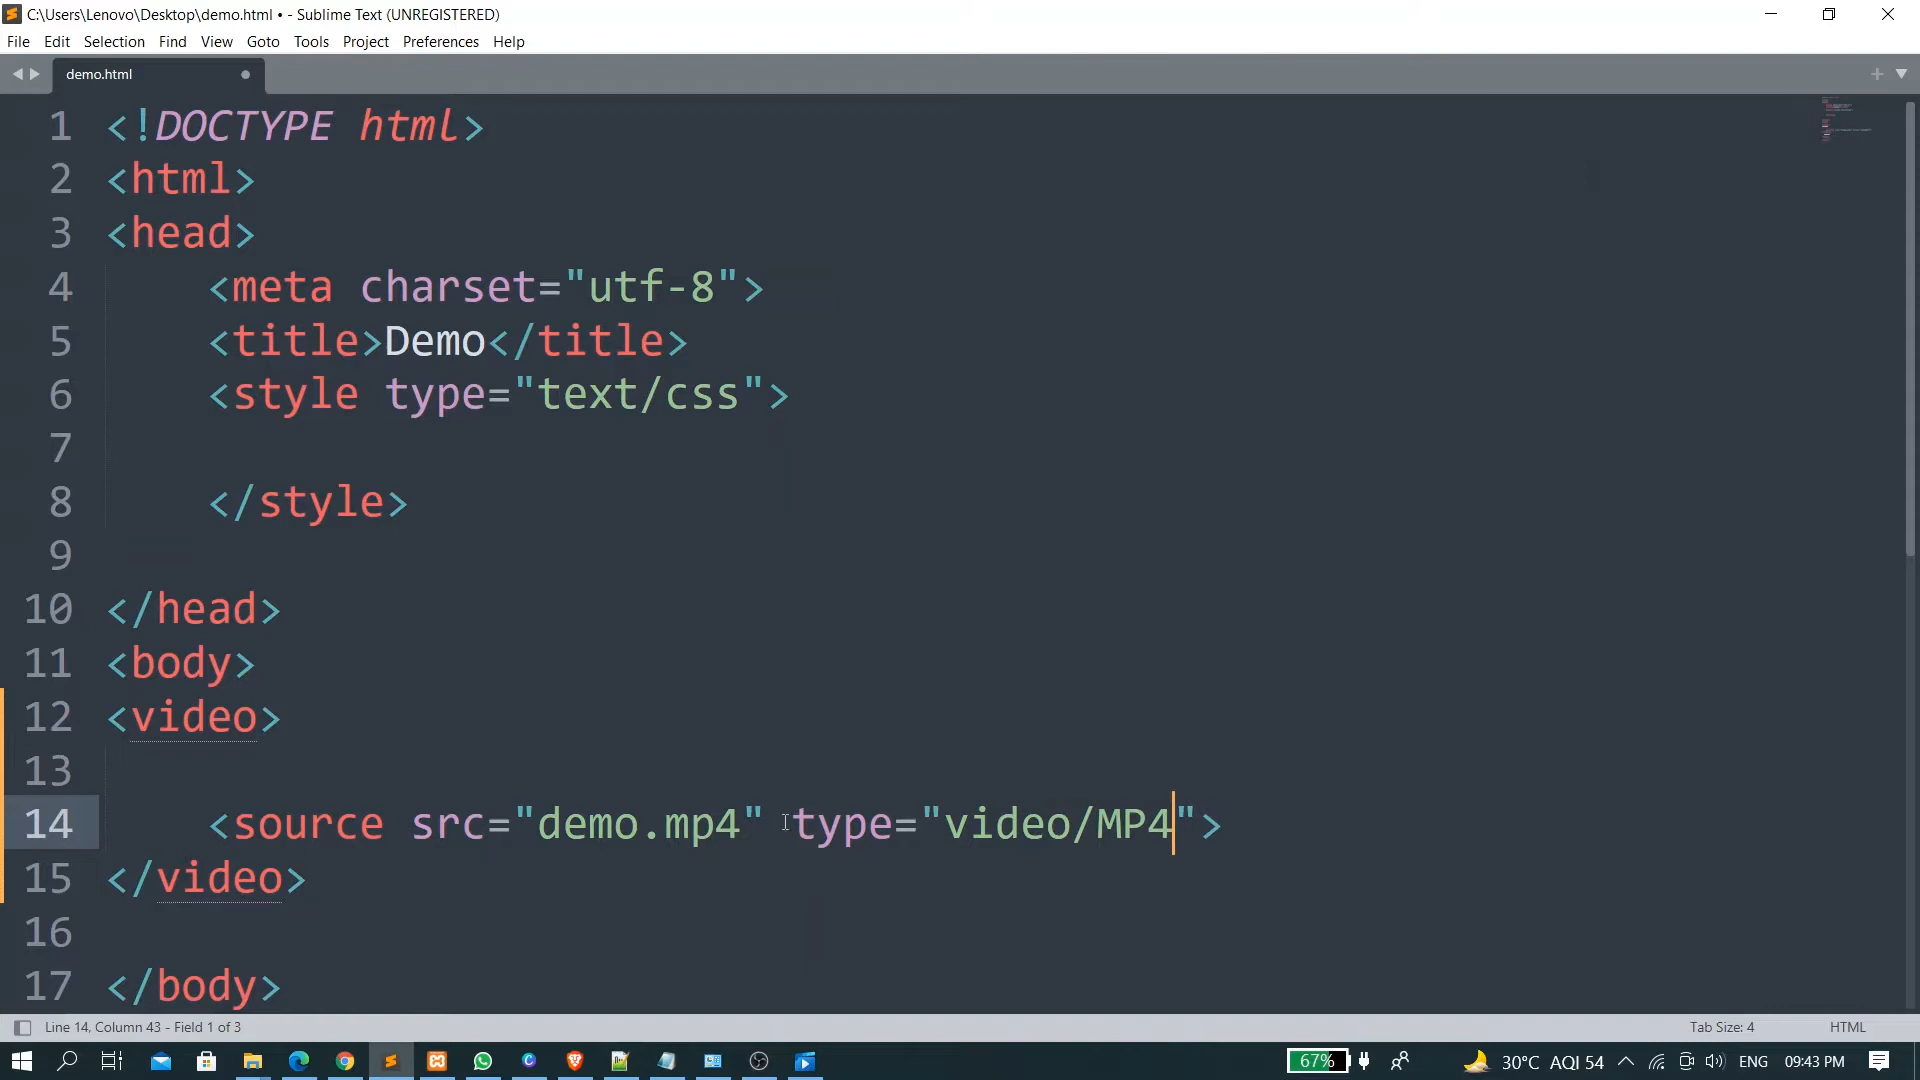 C:\Users\Lenovo\Desktop\demo.html • - Sublime Text (UNREGISTERED)
File Edit Selection Find View Goto Tools Project Preferences Help
demo.html
1 <!DOCTYPE html>
2 <html>
3 <head>
4 <meta charset="utf-8">
5 <title>Demo</title>
6 <style type="text/css">
7
8 </style>
9
10 </head>
11 <body>
12 <video>
13
14 <source src="demo.mp4" type="video/MP4">
15 </video>
16
17 </body>
Line 14, Column 43 - Field 1 of 3 Tab Size: 4 HTML
67% 30°C AQI 54 ENG 09:43 PM